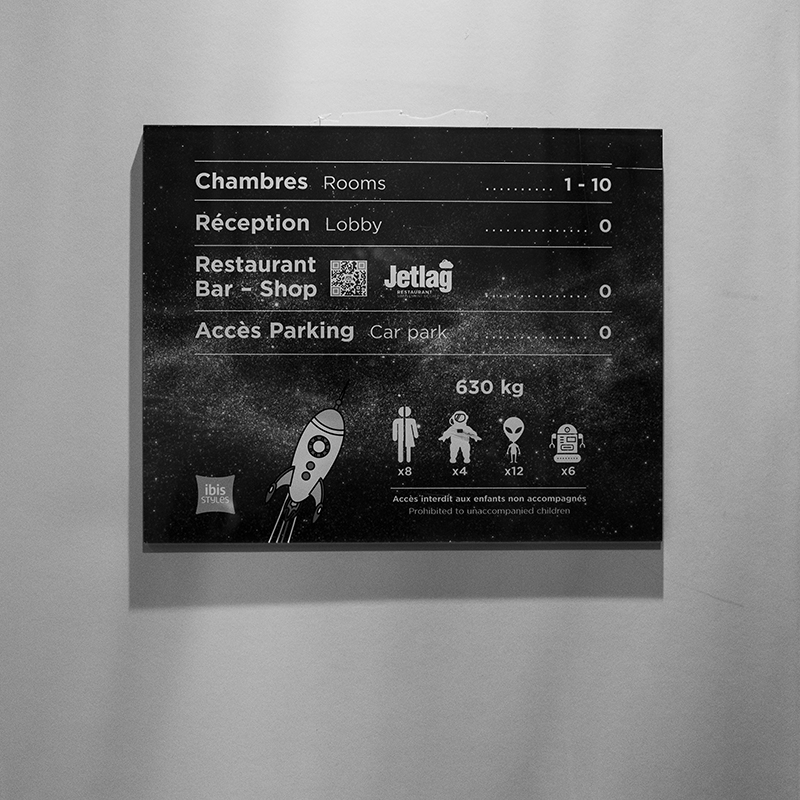 Chambres Rooms .......... 1 - 10
Réception Lobby ............... 0
Restaurant
Bar – Shop Jetlag ............... 0
RESTAURANT
Accès Parking Car park ............... 0
630 kg
x8 x4 x12 x6
ibis
STYLES
Accès interdit aux enfants non accompagnés
Prohibited to unaccompanied children